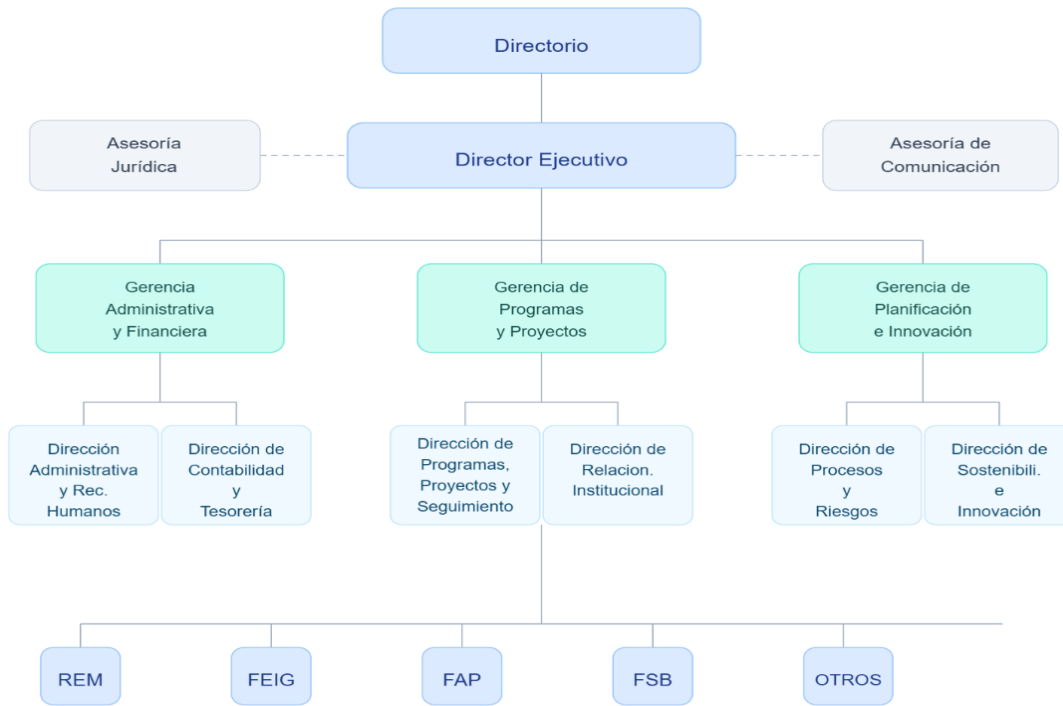 Directorio
Asesoría
Jurídica
Director Ejecutivo
Asesoría de
Comunicación
Gerencia
Administrativa
y Financiera
Gerencia de
Programas
y Proyectos
Gerencia de
Planificación
e Innovación
Dirección
Administrativa
y Rec.
Humanos
Dirección de
Contabilidad
y
Tesorería
Dirección de
Programas,
Proyectos y
Seguimiento
Dirección de
Relacion.
Institucional
Dirección de
Procesos
y
Riesgos
Dirección de
Sostenibili.
e
Innovación
REM
FEIG
FAP
FSB
OTROS